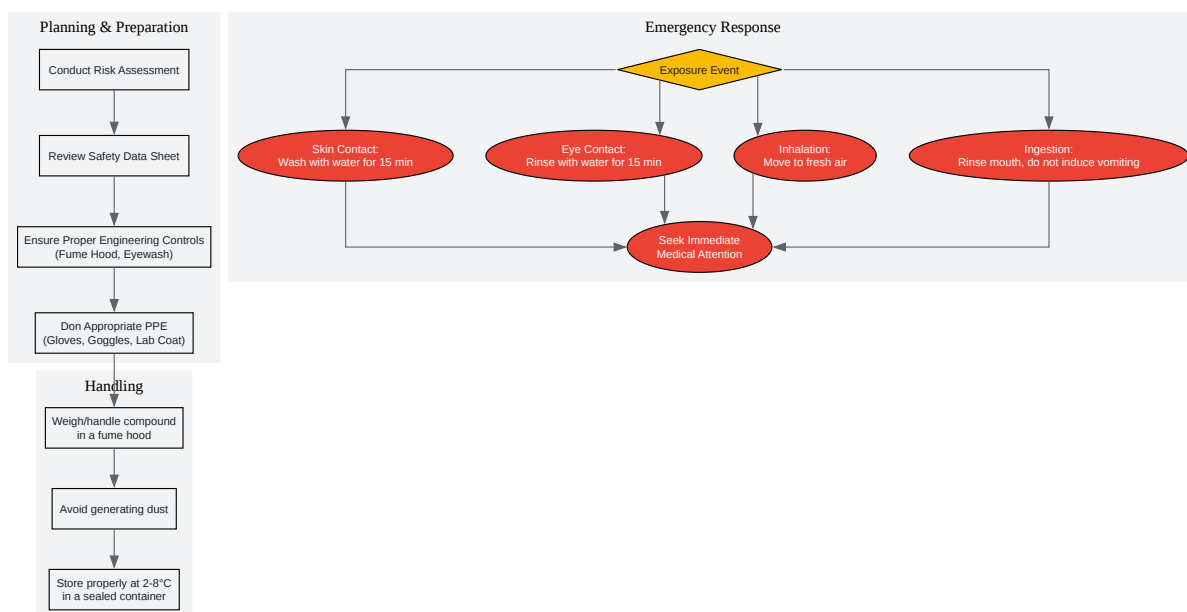 Planning & Preparation
Conduct Risk Assessment
Review Safety Data Sheet
Ensure Proper Engineering Controls
(Fume Hood, Eyewash)
Don Appropriate PPE
(Gloves, Goggles, Lab Coat)
Handling
Weigh/handle compound
in a fume hood
Avoid generating dust
Store properly at 2-8°C
in a sealed container
Emergency Response
Exposure Event
Skin Contact:
Wash with water for 15 min
Eye Contact:
Rinse with water for 15 min
Inhalation:
Move to fresh air
Ingestion:
Rinse mouth, do not induce vomiting
Seek Immediate
Medical Attention